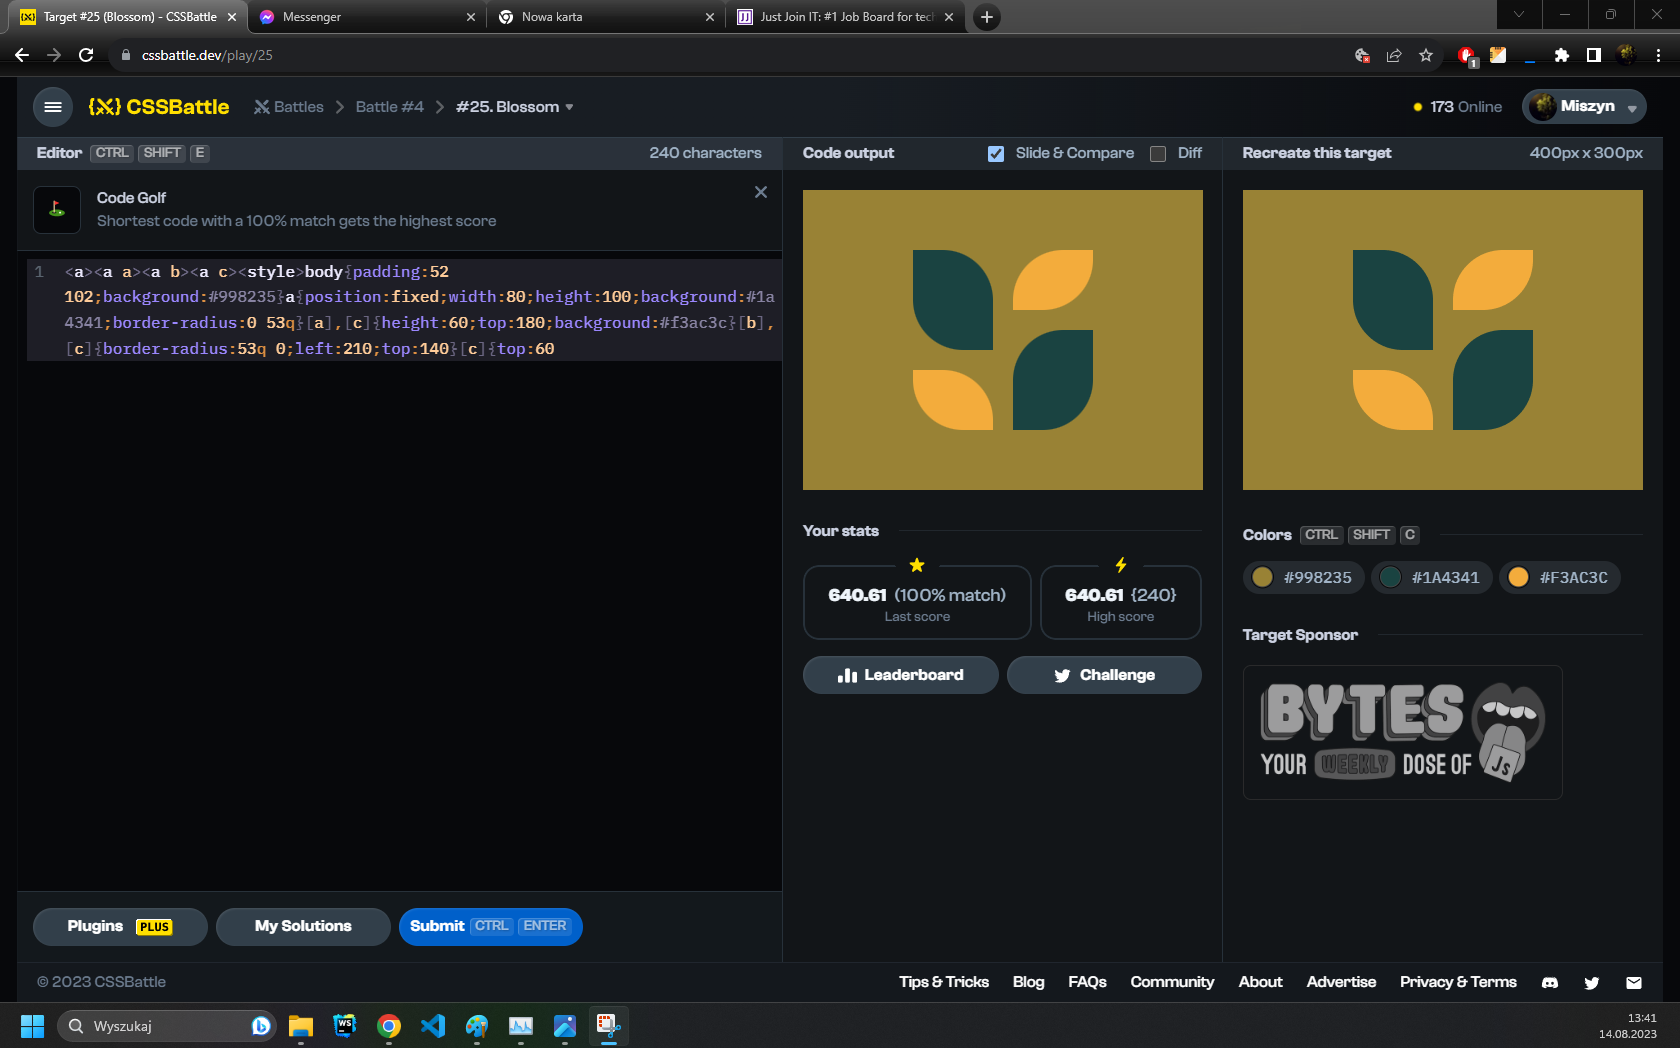 Target #25 (Blossom) - CSSBattle
Messenger
Nowa karta
Just Join IT: #1 Job Board for tec
cssbattle.dev/play/25
1
{X} CSSBattle
Battles
Battle #4
#25. Blossom
173 Online
Miszyn
Editor CTRL SHIFT E
240 characters
Code output
Slide & Compare
Diff
Recreate this target
400px x 300px
Code Golf
Shortest code with a 100% match gets the highest score
1 <a><a a><a b><a c><style>body{padding:52
102;background:#998235}a{position:fixed;width:80;height:100;background:#1a
4341;border-radius:0 53q}[a],[c]{height:60;top:180;background:#f3ac3c}[b],
[c]{border-radius:53q 0;left:210;top:140}[c]{top:60
Your stats
640.61 (100% match)
Last score
640.61 {240}
High score
Leaderboard
Challenge
Colors CTRL SHIFT C
#998235
#1A4341
#F3AC3C
Target Sponsor
BYTES
YOUR WEEKLY DOSE OF
JS
Plugins PLUS
My Solutions
Submit CTRL ENTER
© 2023 CSSBattle
Tips & Tricks
Blog
FAQs
Community
About
Advertise
Privacy & Terms
Wyszukaj
WS
13:41
14.08.2023